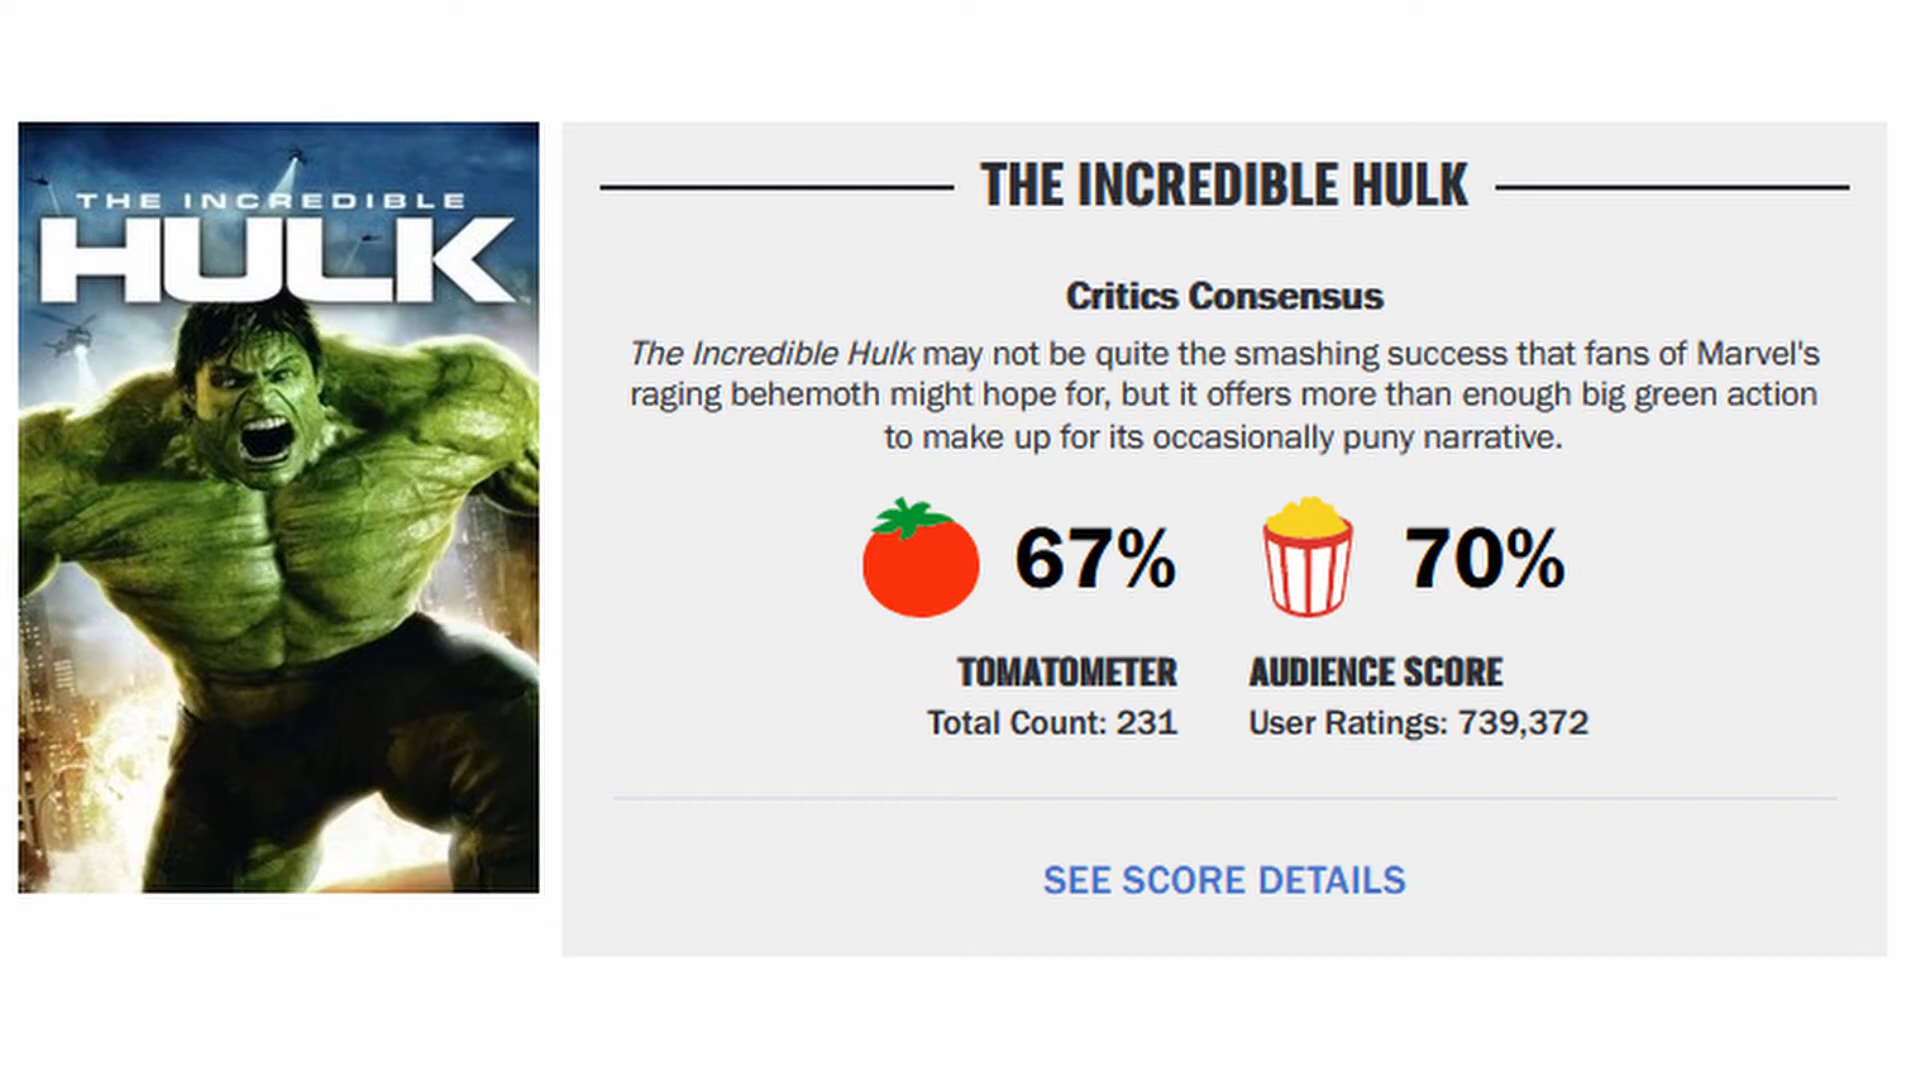 THE INCREDIBLE
HULK
THE INCREDIBLE HULK
Critics Consensus
The Incredible Hulk may not be quite the smashing success that fans of Marvel's
raging behemoth might hope for, but it offers more than enough big green action
to make up for its occasionally puny narrative.
67%
70%
TOMATOMETER
AUDIENCE SCORE
Total Count: 231
User Ratings: 739,372
SEE SCORE DETAILS